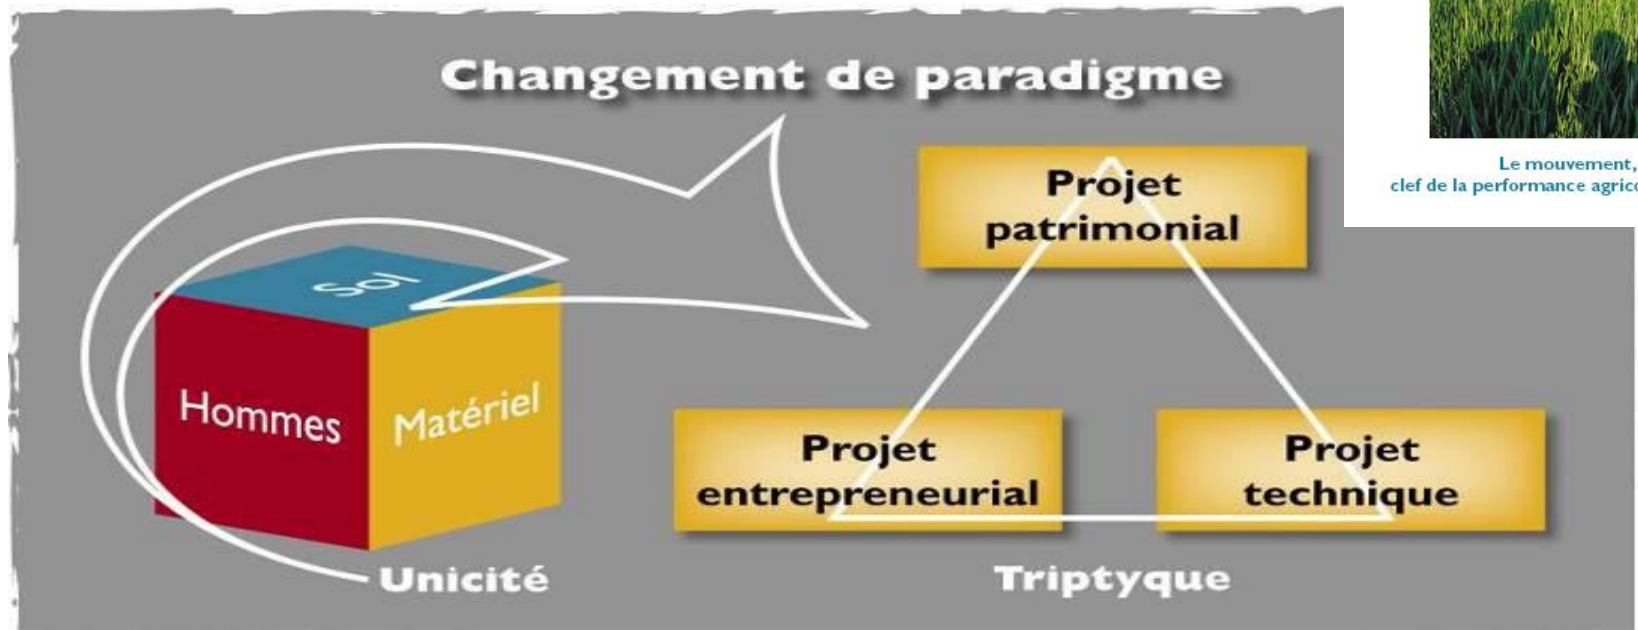 Changement de paradigme
Le mouvement,
Projet
patrimonial
Sol
Hommes
Matériel
Projet
entrepreneurial
Projet
technique
Unicité
Triptyque
clef de la performance